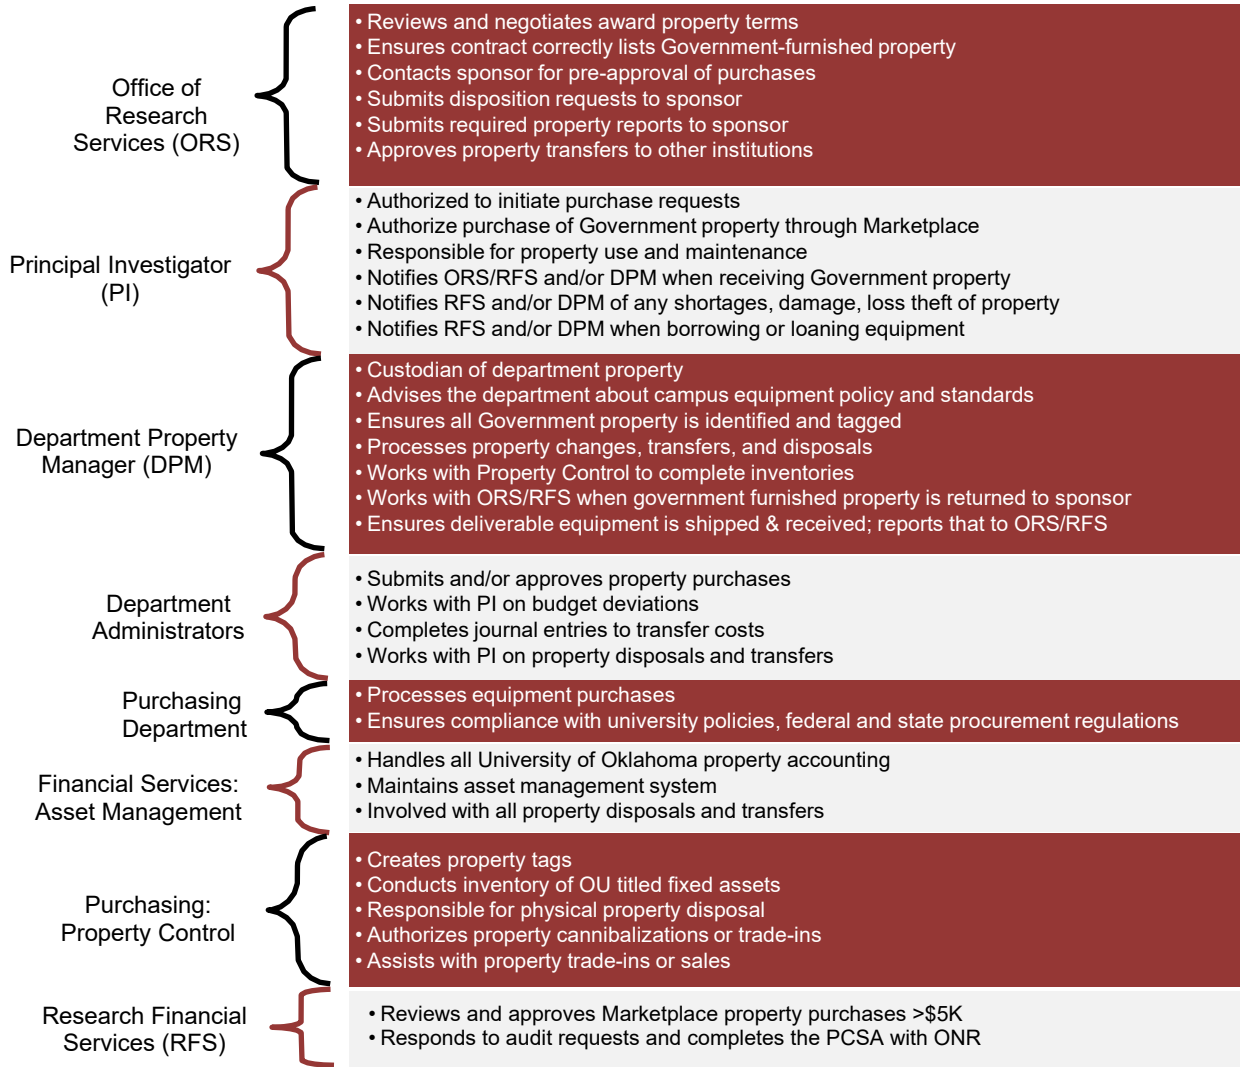 Office of
Research
Services (ORS)
• Reviews and negotiates award property terms
• Ensures contract correctly lists Government-furnished property
• Contacts sponsor for pre-approval of purchases
• Submits disposition requests to sponsor
• Submits required property reports to sponsor
• Approves property transfers to other institutions
Principal Investigator
(PI)
• Authorized to initiate purchase requests
• Authorize purchase of Government property through Marketplace
• Responsible for property use and maintenance
• Notifies ORS/RFS and/or DPM when receiving Government property
• Notifies RFS and/or DPM of any shortages, damage, loss theft of property
• Notifies RFS and/or DPM when borrowing or loaning equipment
Department Property
Manager (DPM)
• Custodian of department property
• Advises the department about campus equipment policy and standards
• Ensures all Government property is identified and tagged
• Processes property changes, transfers, and disposals
• Works with Property Control to complete inventories
• Works with ORS/RFS when government furnished property is returned to sponsor
• Ensures deliverable equipment is shipped & received; reports that to ORS/RFS
Department
Administrators
• Submits and/or approves property purchases
• Works with PI on budget deviations
• Completes journal entries to transfer costs
• Works with PI on property disposals and transfers
Purchasing
Department
• Processes equipment purchases
• Ensures compliance with university policies, federal and state procurement regulations
Financial Services:
Asset Management
• Handles all University of Oklahoma property accounting
• Maintains asset management system
• Involved with all property disposals and transfers
Purchasing:
Property Control
• Creates property tags
• Conducts inventory of OU titled fixed assets
• Responsible for physical property disposal
• Authorizes property cannibalizations or trade-ins
• Assists with property trade-ins or sales
Research Financial
Services (RFS)
• Reviews and approves Marketplace property purchases >$5K
• Responds to audit requests and completes the PCSA with ONR